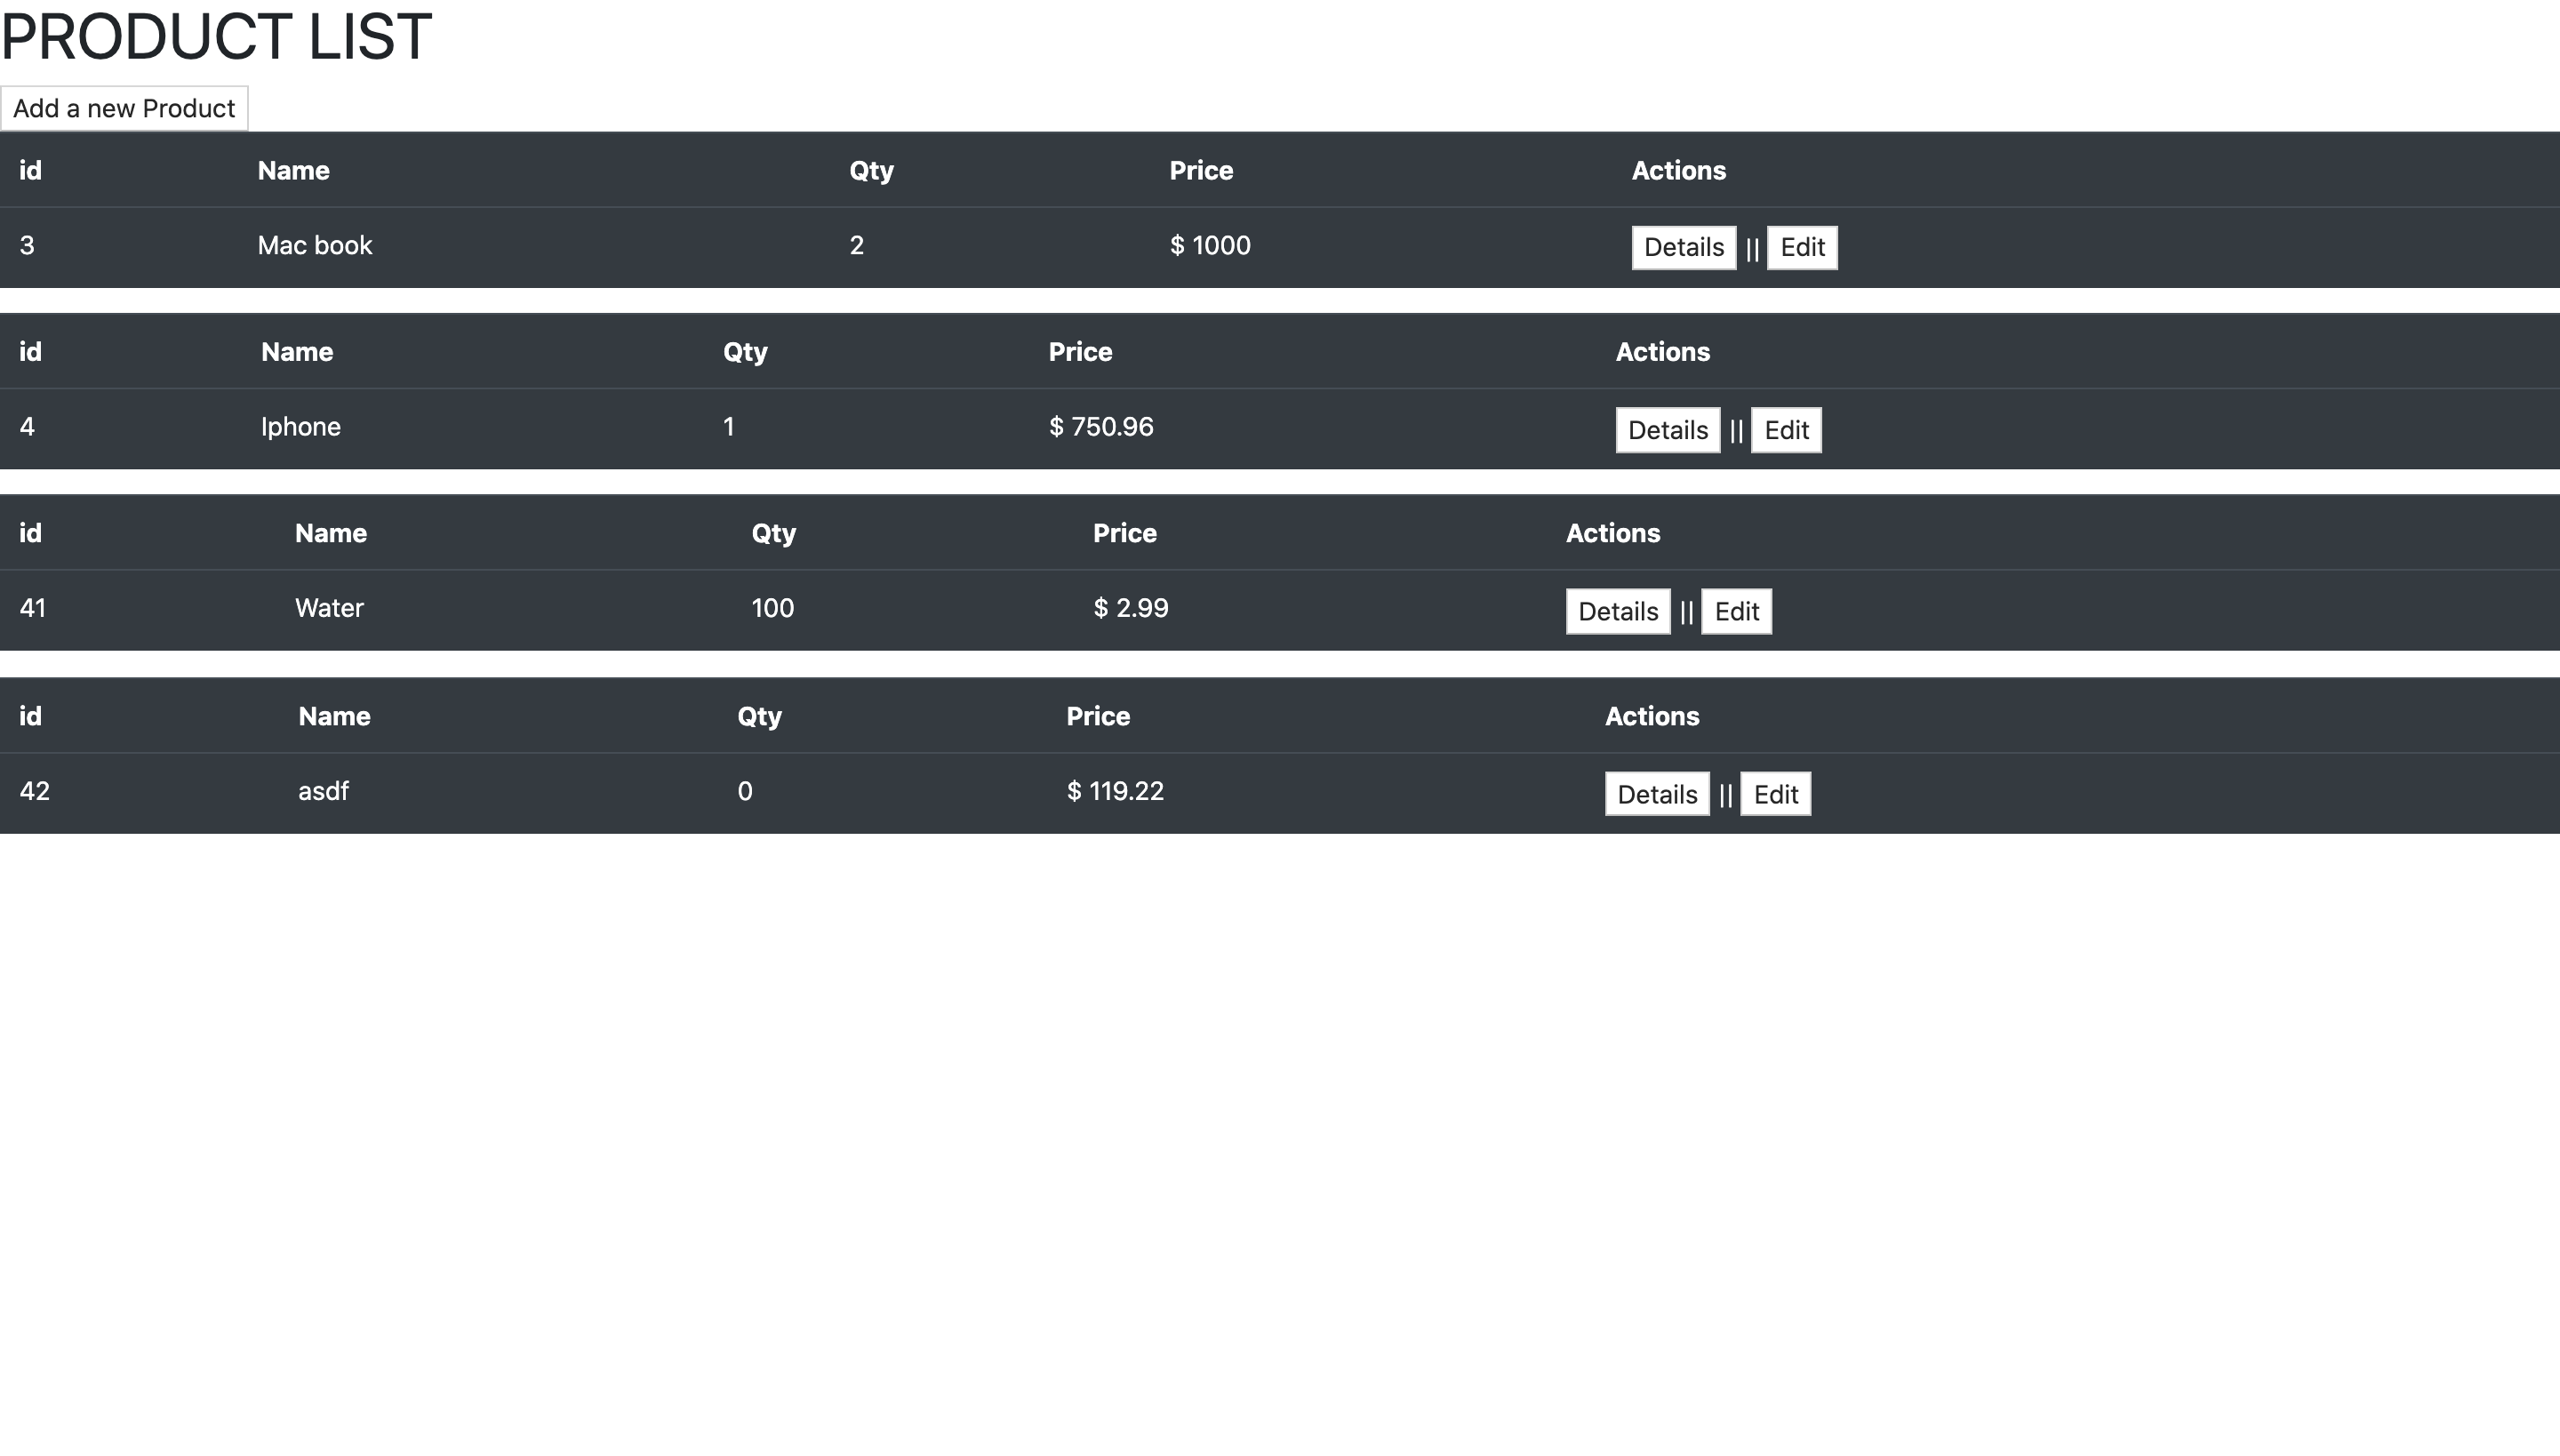 PRODUCT LIST
Add a new Product
id Name Qty Price Actions
3 Mac book 2 $ 1000 Details || Edit
id Name Qty Price Actions
4 Iphone 1 $ 750.96 Details || Edit
id Name Qty Price Actions
41 Water 100 $ 2.99 Details || Edit
id Name Qty Price Actions
42 asdf 0 $ 119.22 Details || Edit